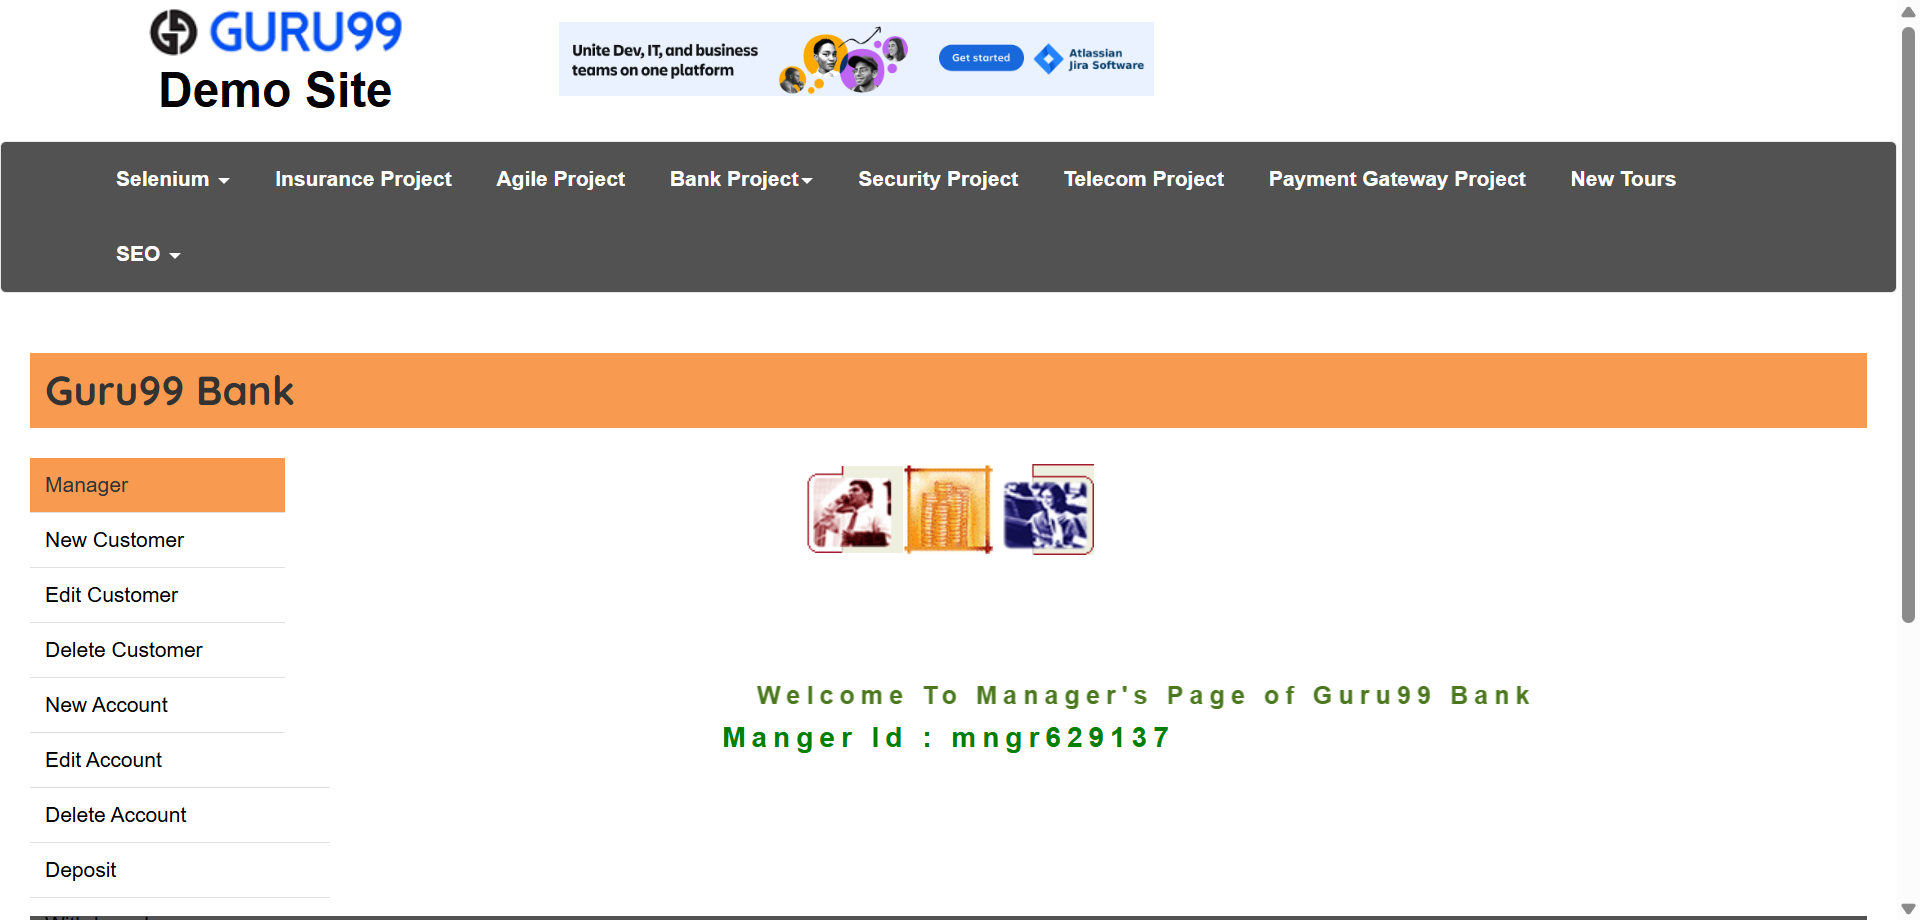 GURU99
Demo Site
Unite Dev, IT, and business
teams on one platform
Get started
Atlassian
Jira Software
Selenium
Insurance Project
Agile Project
Bank Project
Security Project
Telecom Project
Payment Gateway Project
New Tours
SEO
Guru99 Bank
Manager
New Customer
Edit Customer
Delete Customer
New Account
Edit Account
Delete Account
Deposit
Welcome To Manager's Page of Guru99 Bank
Manger Id : mngr629137